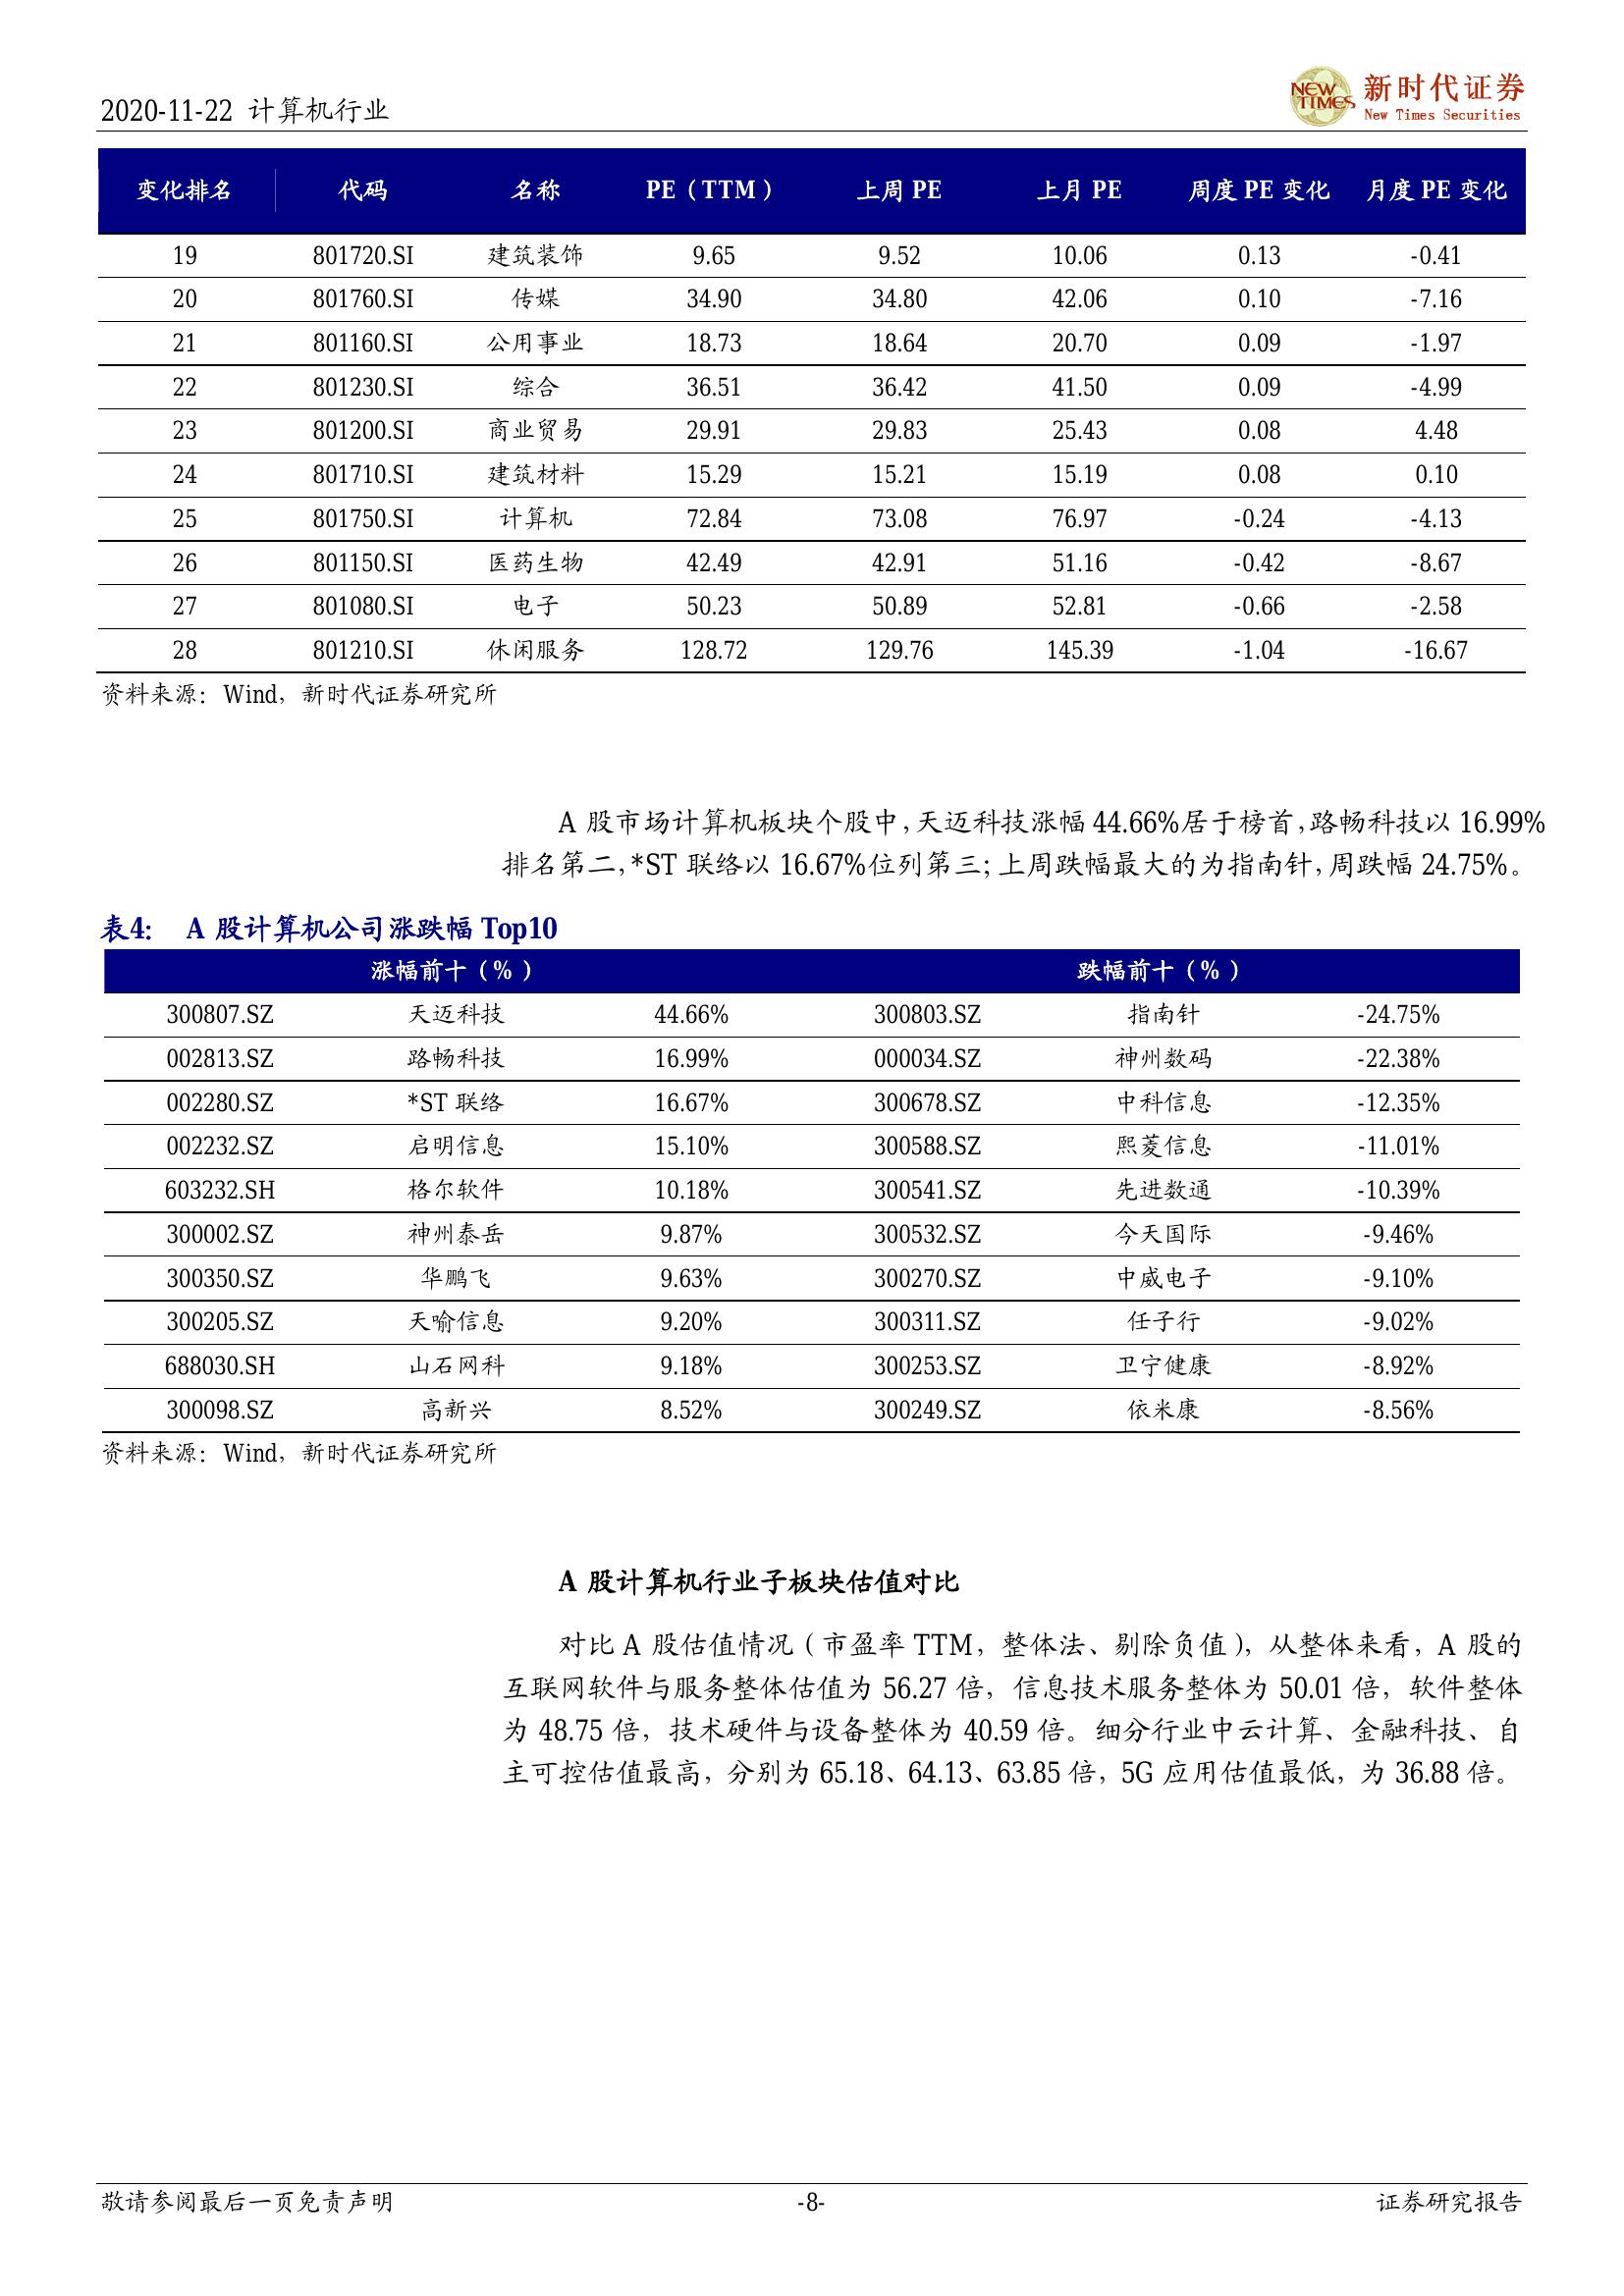 2020-11-22 计算机行业
NEW TIMES
新时代证券
New Times Securities
变化排名 代码 名称 PE（TTM） 上周 PE 上月 PE 周度 PE 变化 月度 PE 变化
19 801720.SI 建筑装饰 9.65 9.52 10.06 0.13 -0.41
20 801760.SI 传媒 34.90 34.80 42.06 0.10 -7.16
21 801160.SI 公用事业 18.73 18.64 20.70 0.09 -1.97
22 801230.SI 综合 36.51 36.42 41.50 0.09 -4.99
23 801200.SI 商业贸易 29.91 29.83 25.43 0.08 4.48
24 801710.SI 建筑材料 15.29 15.21 15.19 0.08 0.10
25 801750.SI 计算机 72.84 73.08 76.97 -0.24 -4.13
26 801150.SI 医药生物 42.49 42.91 51.16 -0.42 -8.67
27 801080.SI 电子 50.23 50.89 52.81 -0.66 -2.58
28 801210.SI 休闲服务 128.72 129.76 145.39 -1.04 -16.67
资料来源：Wind，新时代证券研究所
A 股市场计算机板块个股中，天迈科技涨幅 44.66%居于榜首，路畅科技以 16.99%
排名第二，*ST 联络以 16.67%位列第三；上周跌幅最大的为指南针，周跌幅 24.75%。
表4： A 股计算机公司涨跌幅 Top10
涨幅前十（%） 跌幅前十（%）
300807.SZ 天迈科技 44.66% 300803.SZ 指南针 -24.75%
002813.SZ 路畅科技 16.99% 000034.SZ 神州数码 -22.38%
002280.SZ *ST 联络 16.67% 300678.SZ 中科信息 -12.35%
002232.SZ 启明信息 15.10% 300588.SZ 熙菱信息 -11.01%
603232.SH 格尔软件 10.18% 300541.SZ 先进数通 -10.39%
300002.SZ 神州泰岳 9.87% 300532.SZ 今天国际 -9.46%
300350.SZ 华鹏飞 9.63% 300270.SZ 中威电子 -9.10%
300205.SZ 天喻信息 9.20% 300311.SZ 任子行 -9.02%
688030.SH 山石网科 9.18% 300253.SZ 卫宁健康 -8.92%
300098.SZ 高新兴 8.52% 300249.SZ 依米康 -8.56%
资料来源：Wind，新时代证券研究所
A 股计算机行业子板块估值对比
对比 A 股估值情况（市盈率 TTM，整体法、剔除负值），从整体来看，A 股的
互联网软件与服务整体估值为 56.27 倍，信息技术服务整体为 50.01 倍，软件整体
为 48.75 倍，技术硬件与设备整体为 40.59 倍。细分行业中云计算、金融科技、自
主可控估值最高，分别为 65.18、64.13、63.85 倍，5G 应用估值最低，为 36.88 倍。
敬请参阅最后一页免责声明 -8- 证券研究报告